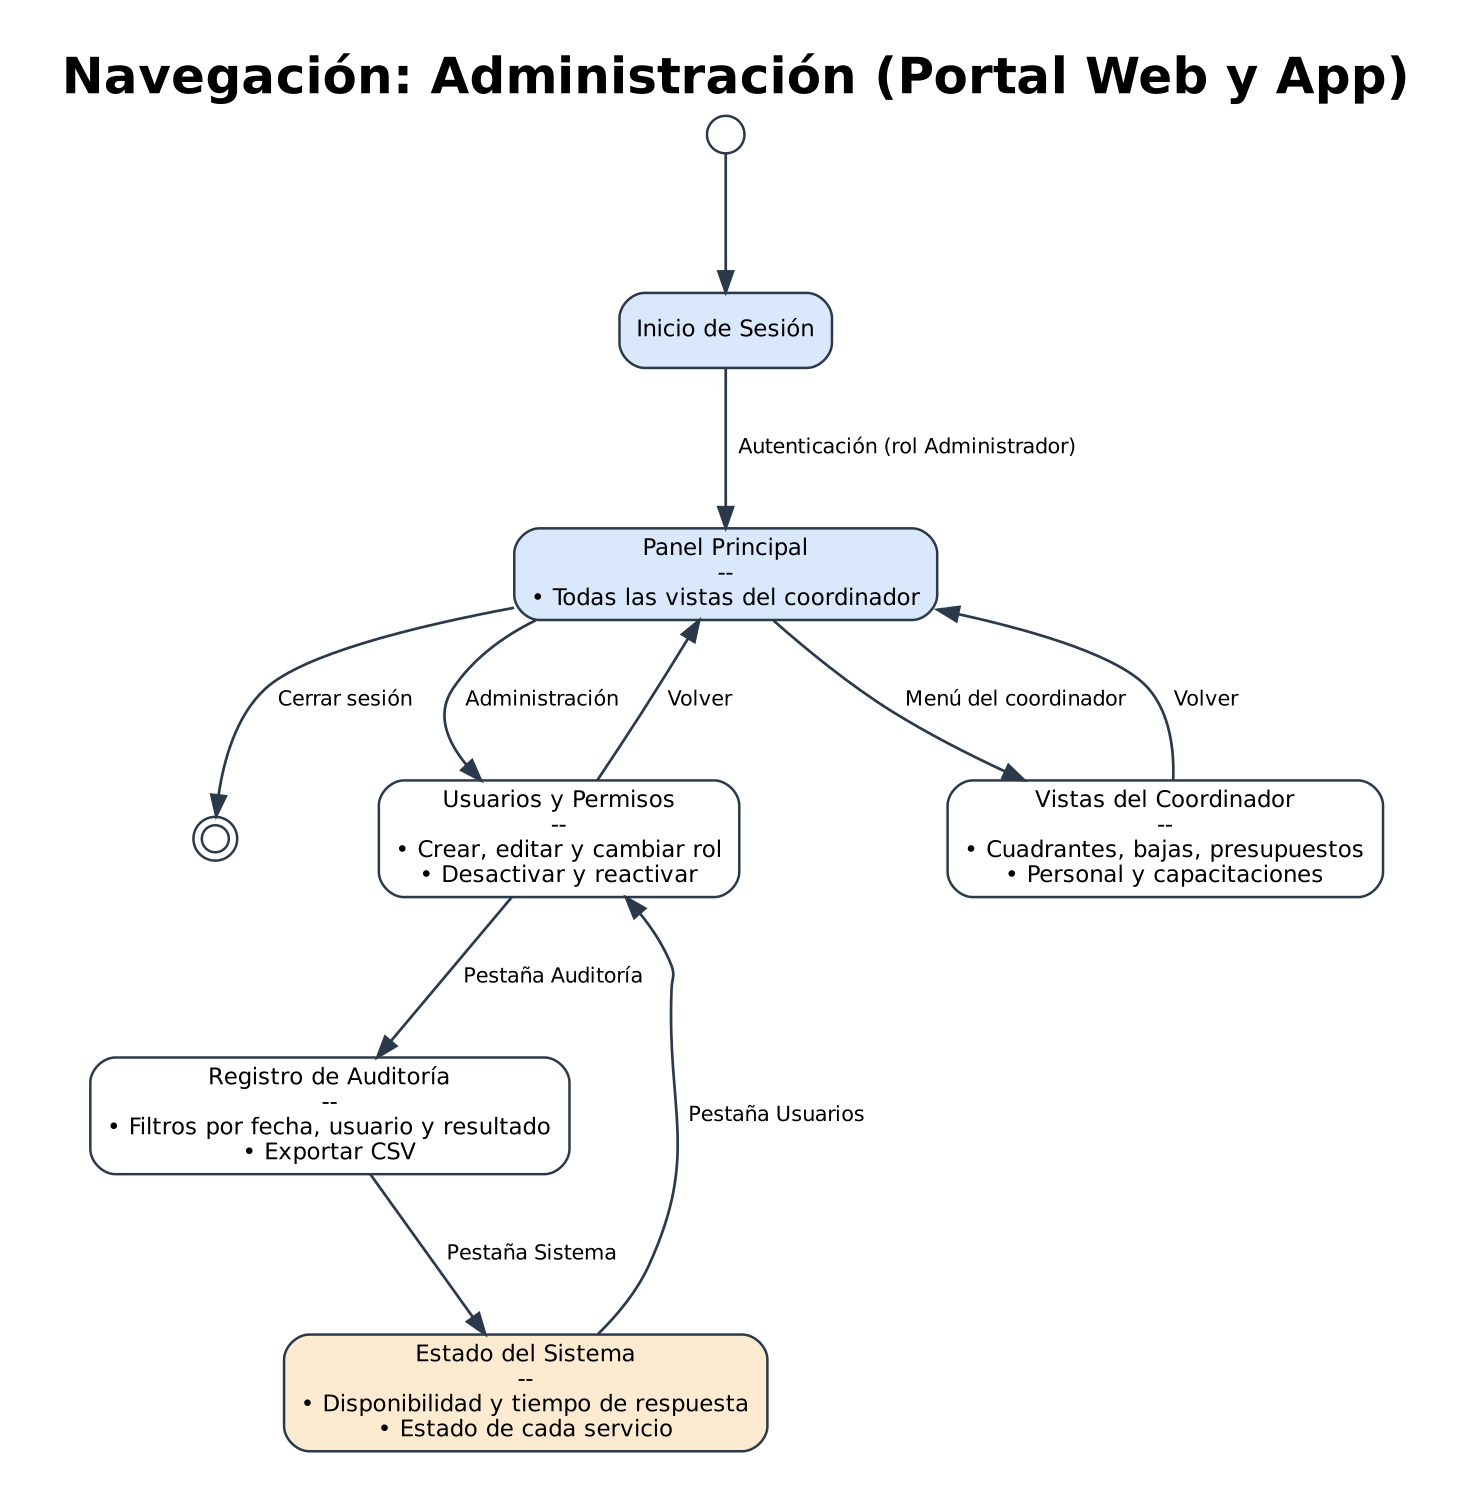 Navegación: Administración (Portal Web y App)
Inicio de Sesión
Autenticación (rol Administrador)
Panel Principal
--
• Todas las vistas del coordinador
Cerrar sesión
Administración
Volver
Menú del coordinador
Volver
Usuarios y Permisos
--
• Crear, editar y cambiar rol
• Desactivar y reactivar
Vistas del Coordinador
--
• Cuadrantes, bajas, presupuestos
• Personal y capacitaciones
Pestaña Auditoría
Registro de Auditoría
--
• Filtros por fecha, usuario y resultado
• Exportar CSV
Pestaña Usuarios
Pestaña Sistema
Estado del Sistema
--
• Disponibilidad y tiempo de respuesta
• Estado de cada servicio